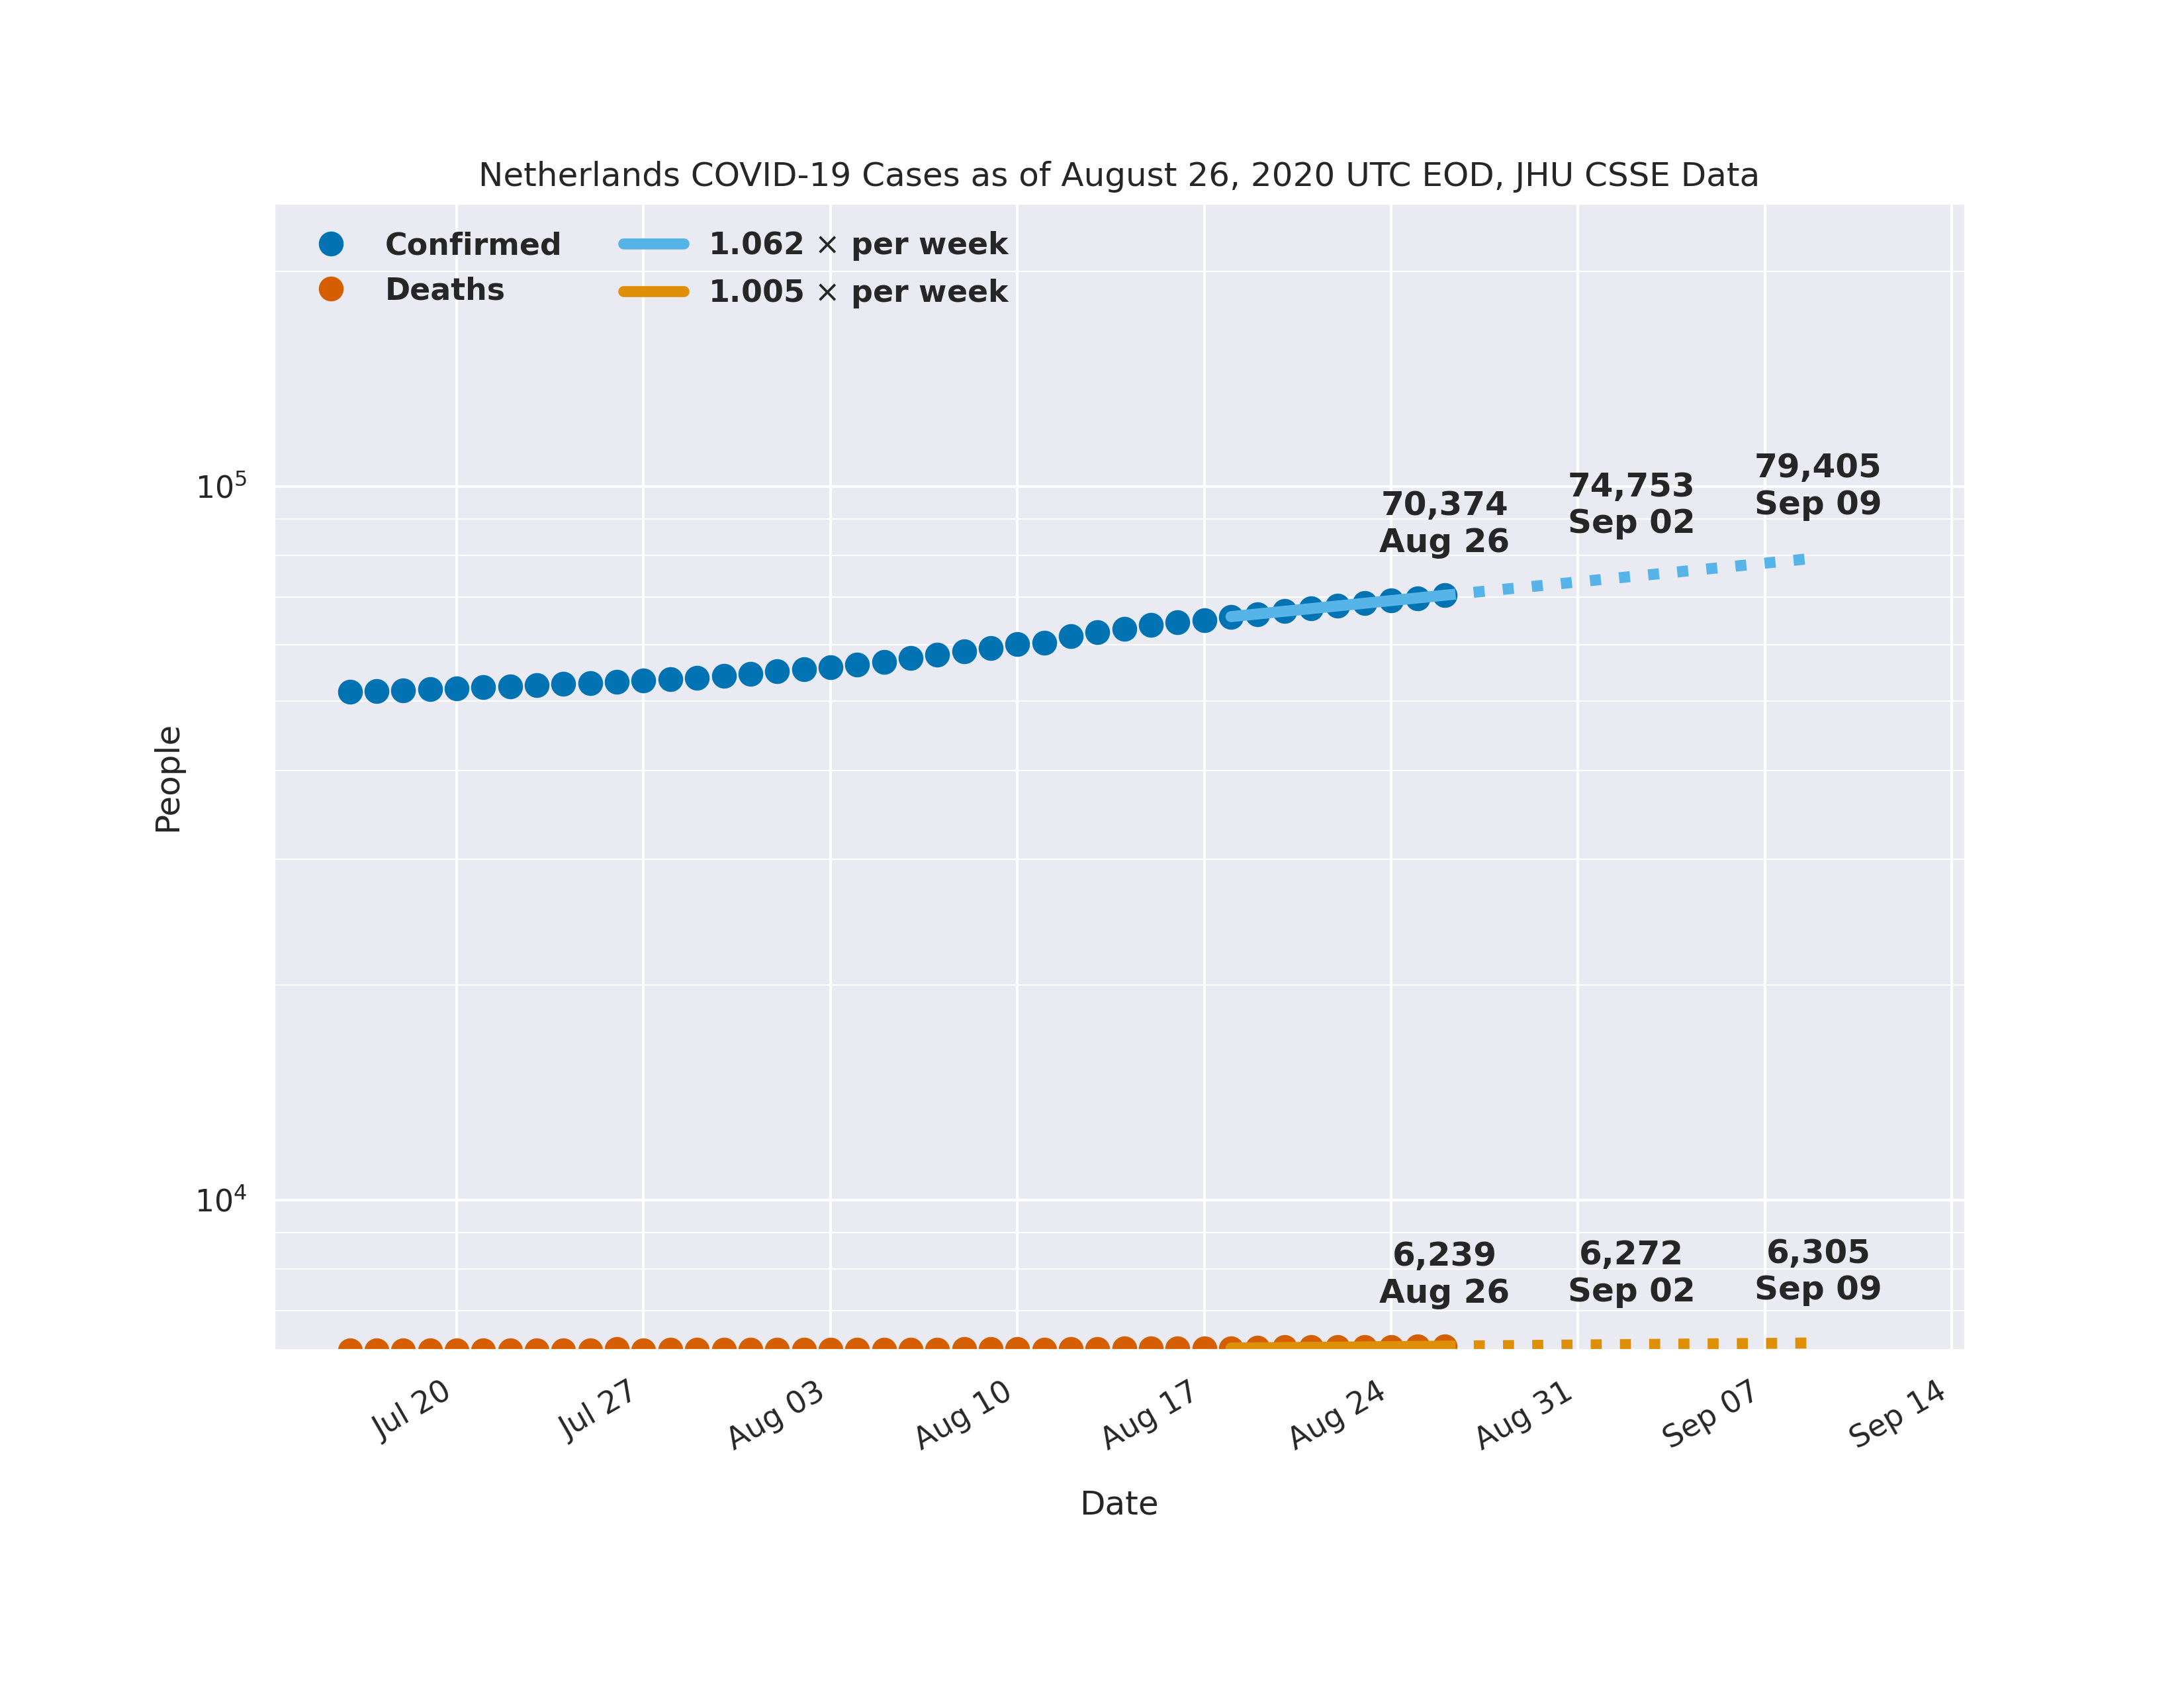 Netherlands COVID-19 Cases as of August 26, 2020 UTC EOD, JHU CSSE Data
Confirmed
Deaths
1.062 × per week
1.005 × per week
People
10⁵
10⁴
70,374
Aug 26
74,753
Sep 02
79,405
Sep 09
6,239
Aug 26
6,272
Sep 02
6,305
Sep 09
Jul 20
Jul 27
Aug 03
Aug 10
Aug 17
Aug 24
Aug 31
Sep 07
Sep 14
Date